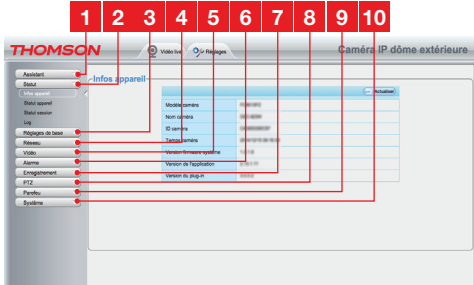 1 2 3 4 5 6 7 8 9 10
THOMSON
Vidéo live
Réglages
Caméra IP dôme extérieure
Assistant
Statut
Infos appareil
Statut appareil
Statut session
Log
Réglages de base
Réseau
Vidéo
Alarme
Enregistrement
PTZ
Parefeu
Système
Infos appareil
Actualiser
Modèle caméra
Nom caméra
ID caméra
Temps caméra
Version firmware système
Version de l'application
Version du plug-in